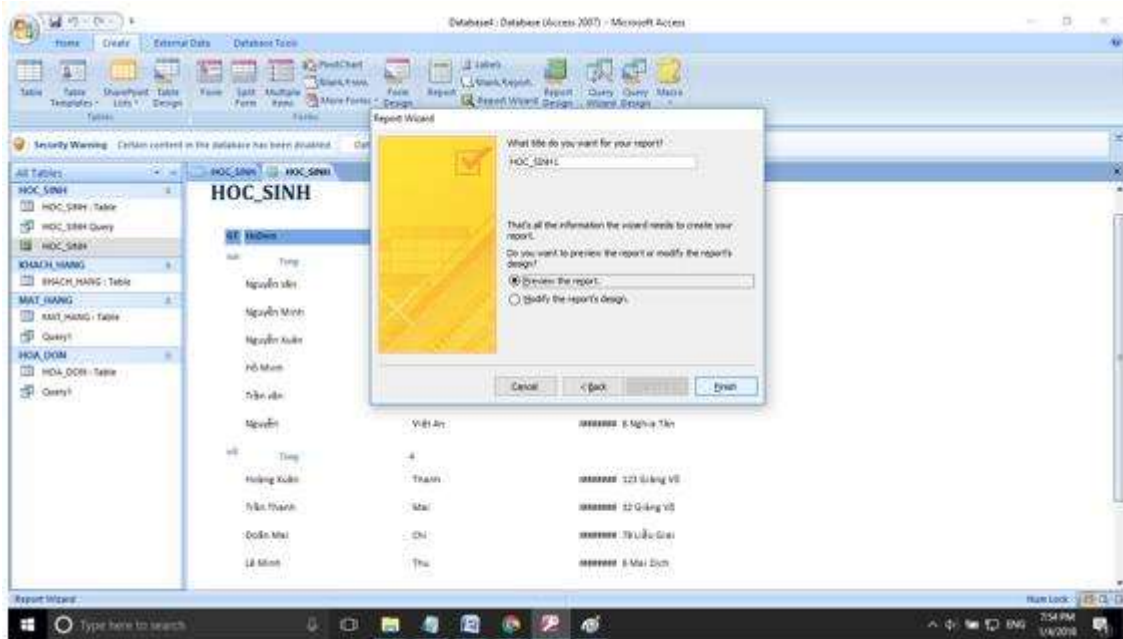 Database4 : Database (Access 2007) - Microsoft Access
Home Create External Data Database Tools
PivotChart Labels
Blank Form Blank Report
Table Table Templates SharePoint Lists Table Design Form Split Form Multiple Items More Forms Form Design Report Report Wizard Report Design Query Wizard Query Design Macro
Tables Forms
Security Warning Certain content in the database has been disabled
All Tables
HOC_SINH
HOC_SINH : Table
HOC_SINH Query
HOC_SINH
KHACH_HANG
KHACH_HANG : Table
MAT_HANG
MAT_HANG : Table
Query1
HOA_DON
HOA_DON : Table
Query1
HOC_SINH HOC_SINH
HOC_SINH
GT HoDem
Tong
Nguyễn Văn
Nguyễn Minh
Nguyễn Xuân
Hồ Minh
Trần văn
Nguyễn Việt An ######## 6 Nghĩa Tân
Tong 4
Hoàng Xuân Thanh ######## 123 Giảng Võ
Trần Thanh Mai ######## 32 Giảng Võ
Doãn Mai Chi ######## 78 Liễu Giai
Lê Minh Thu ######## 6 Mai Dịch
Report Wizard
What title do you want for your report?
HOC_SINH1
That's all the information the wizard needs to create your report.
Do you want to preview the report or modify the report's design?
Preview the report.
Modify the report's design.
Cancel < Back Finish
Report Wizard Num Lock
Type here to search ENG 7:54 PM
1/4/2018